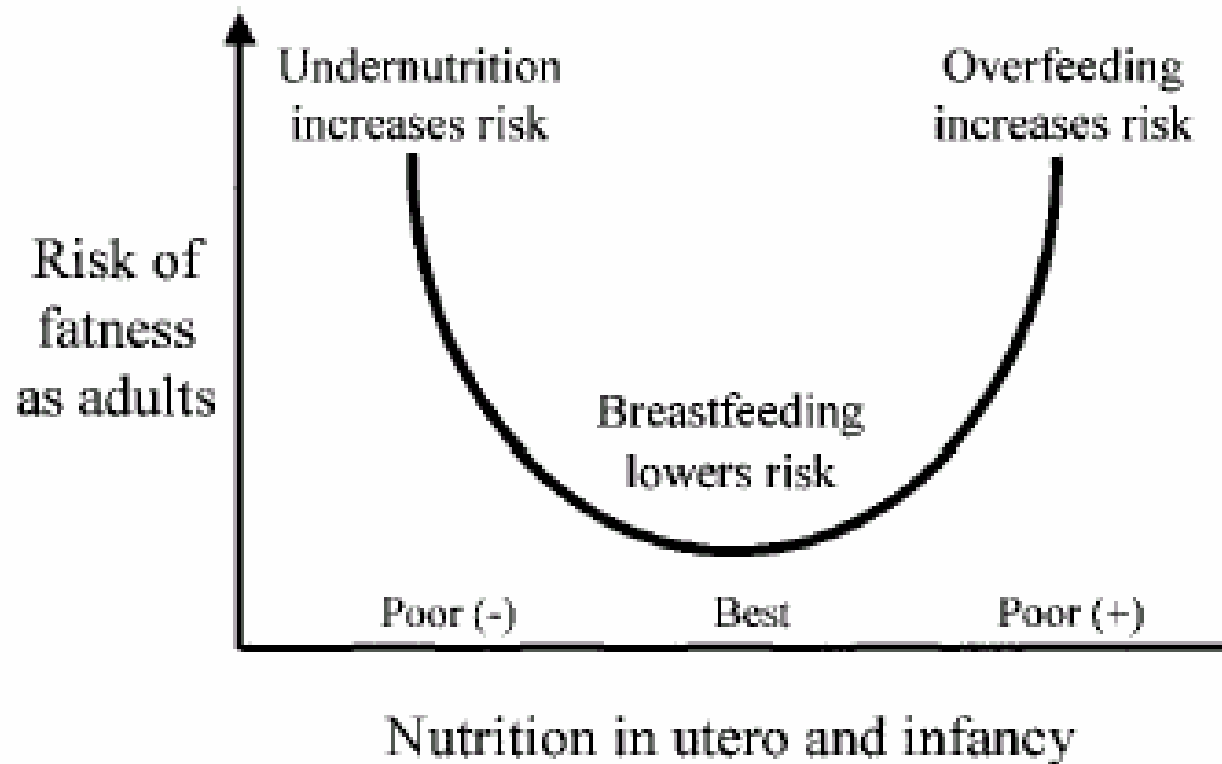 Undernutrition
increases risk
Overfeeding
increases risk
Risk of
fatness
as adults
Breastfeeding
lowers risk
Poor (-)
Best
Poor (+)
Nutrition in utero and infancy